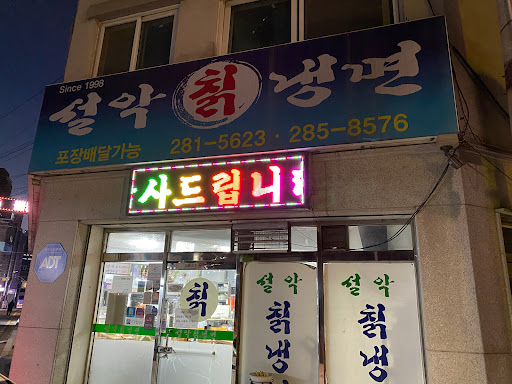 Since 1998
설악 칡 냉면
포장배달가능 281-5623 · 285-8576
사드립니
ADT
칡
설악
칡냉
설악
칡냉